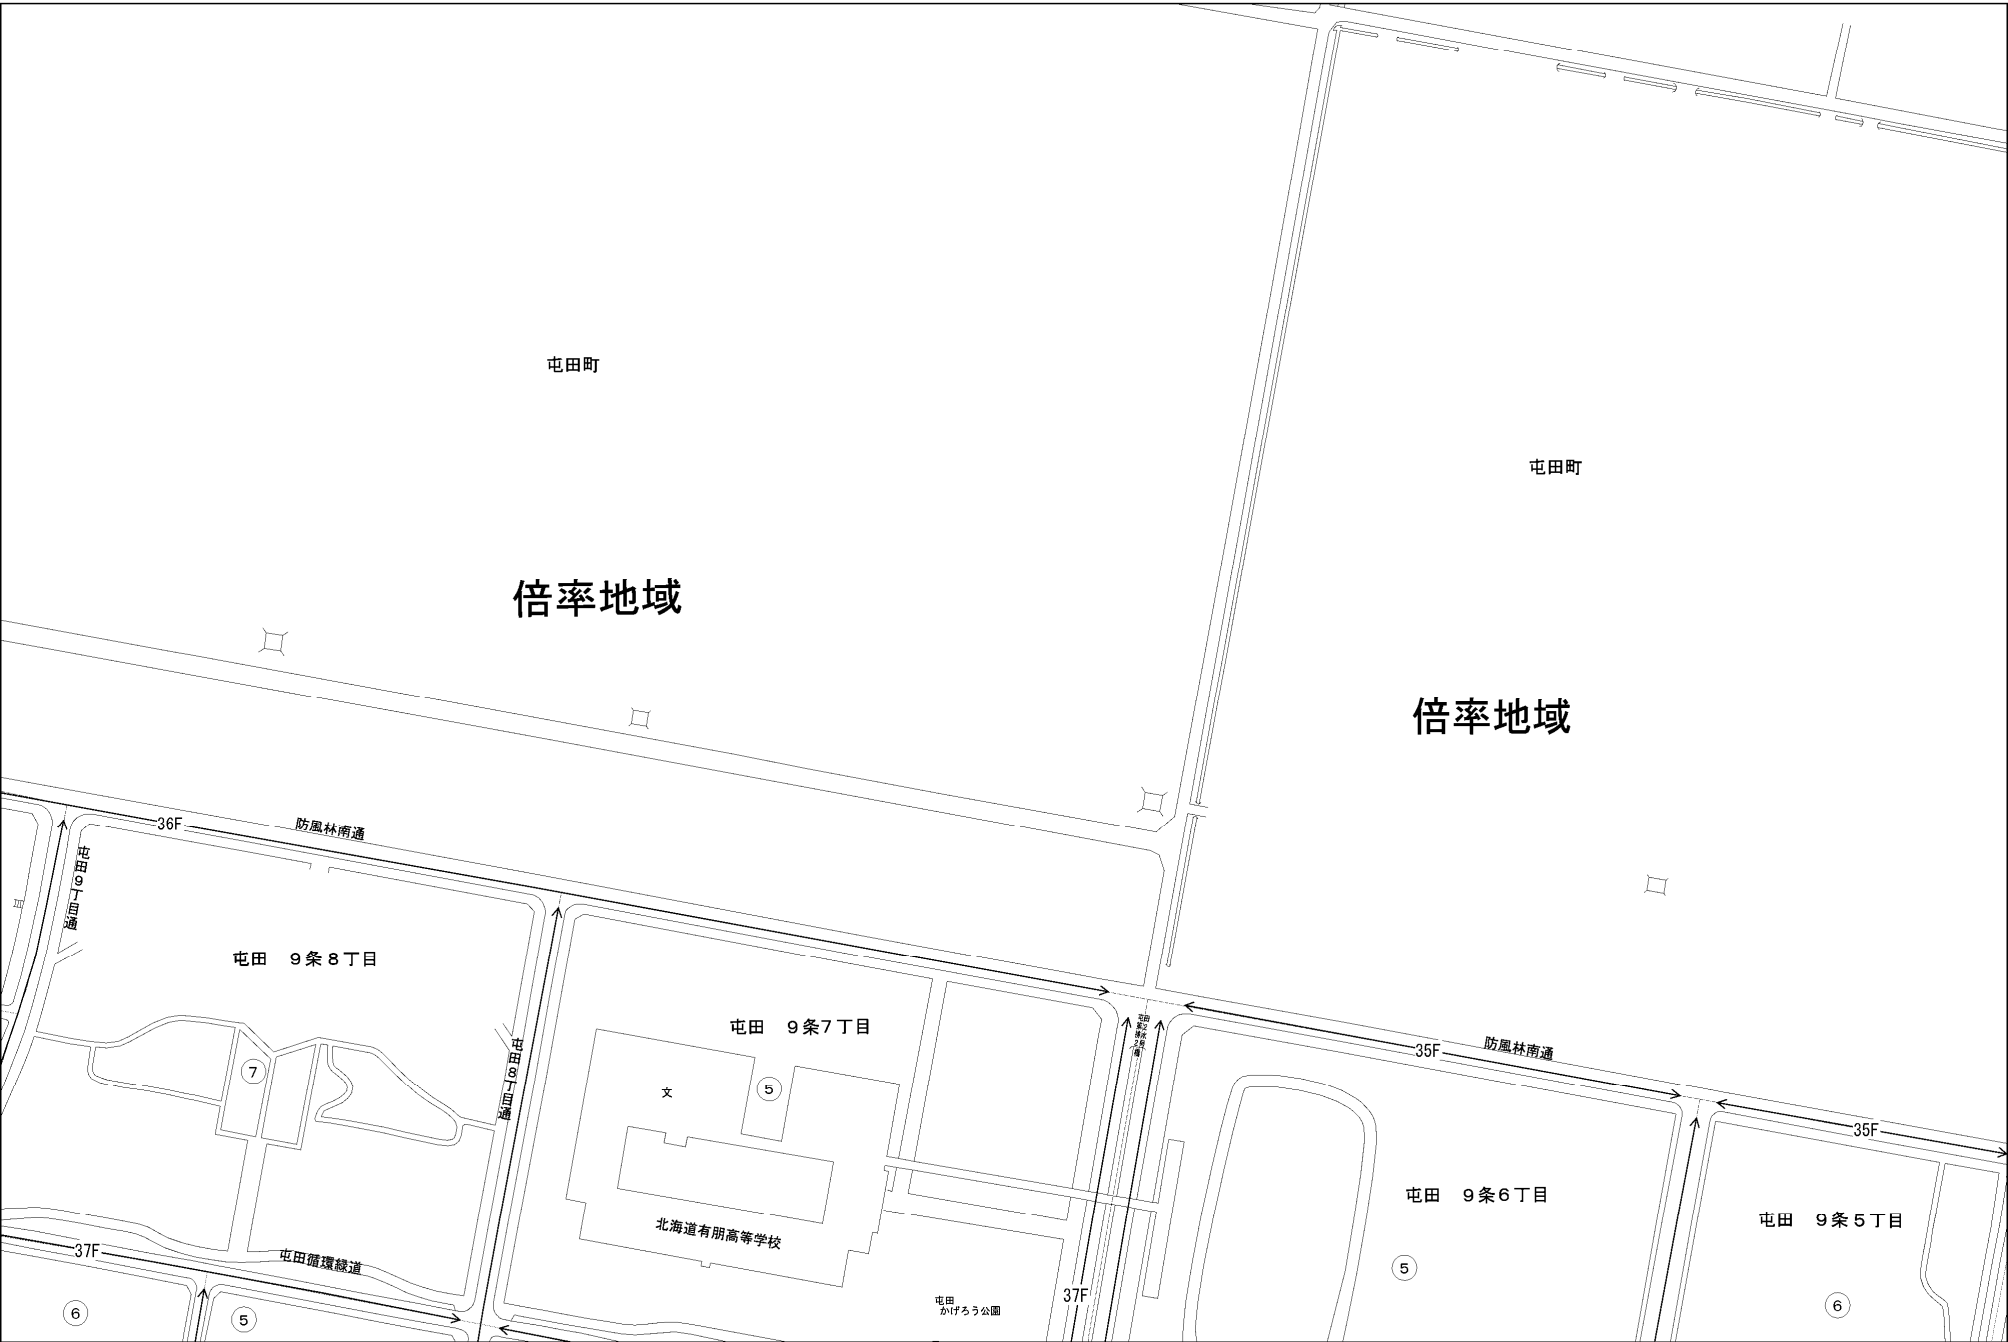 屯田町
屯田町
倍率地域
倍率地域
36F
防風林南通
屯田9丁目通
屯田 9条8丁目
屯田 9条7丁目
屯田8丁目通
⑦
⑤
文
35F
防風林南通
35F
屯田 9条6丁目
屯田 9条5丁目
北海道有朋高等学校
37F
屯田循環緑道
⑤
37F
屯田
かげろう公園
⑥
⑤
⑥